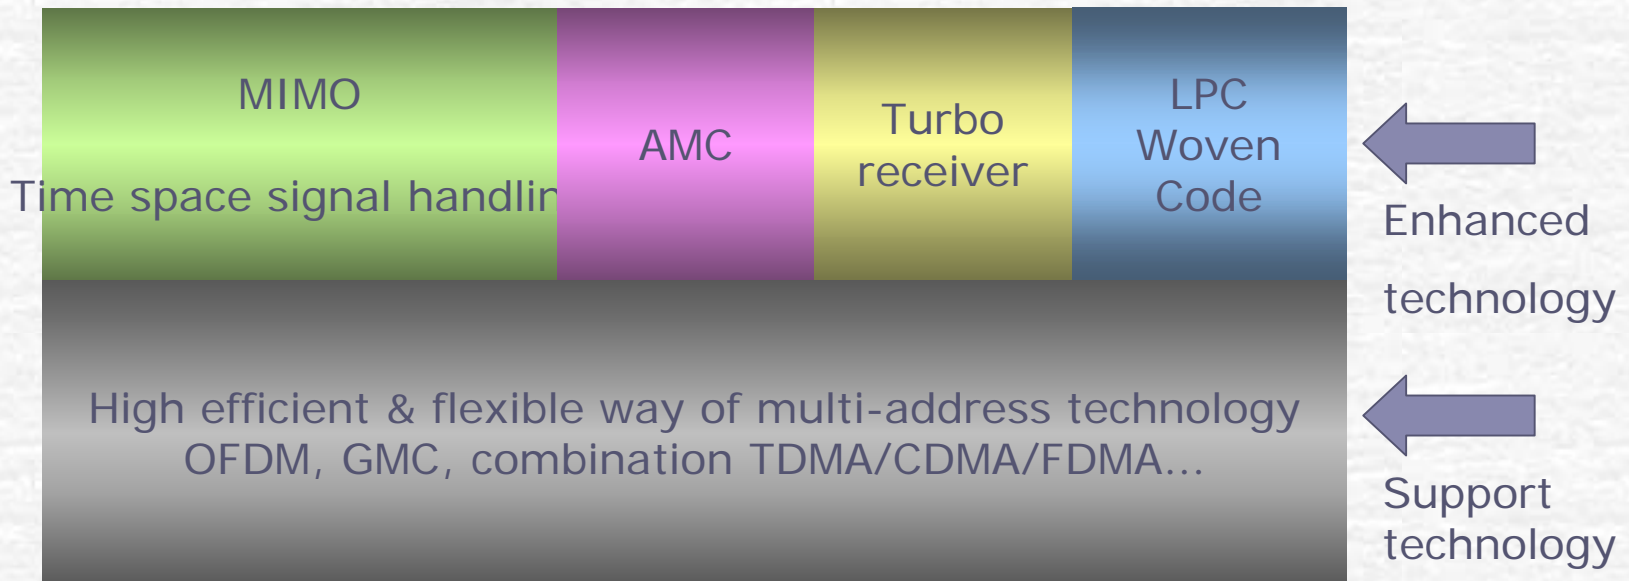 MIMO
Time space signal handlin
AMC
Turbo
receiver
LPC
Woven
Code
Enhanced
technology
High efficient & flexible way of multi-address technology
OFDM, GMC, combination TDMA/CDMA/FDMA...
Support
technology